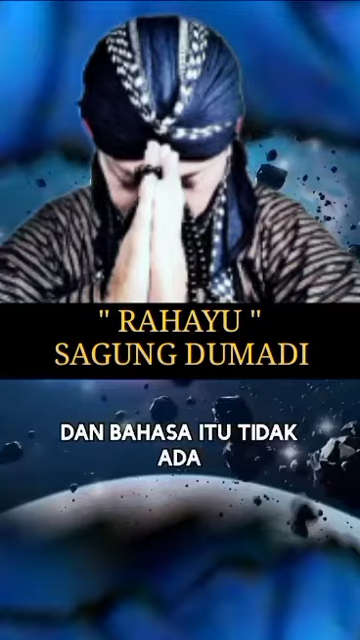 " RAHAYU "
SAGUNG DUMADI
DAN BAHASA ITU TIDAK
ADA